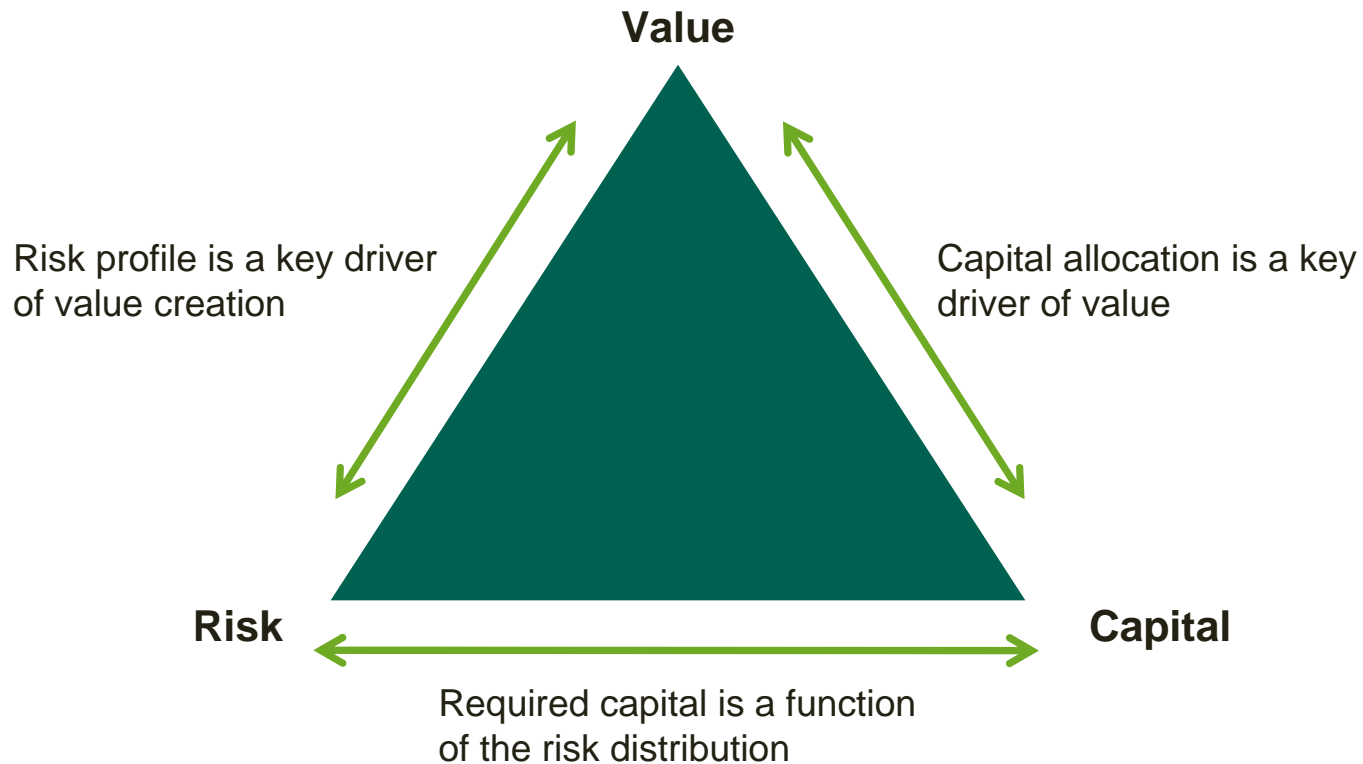 Value
Risk profile is a key driver
of value creation
Capital allocation is a key
driver of value
Risk
Capital
Required capital is a function
of the risk distribution